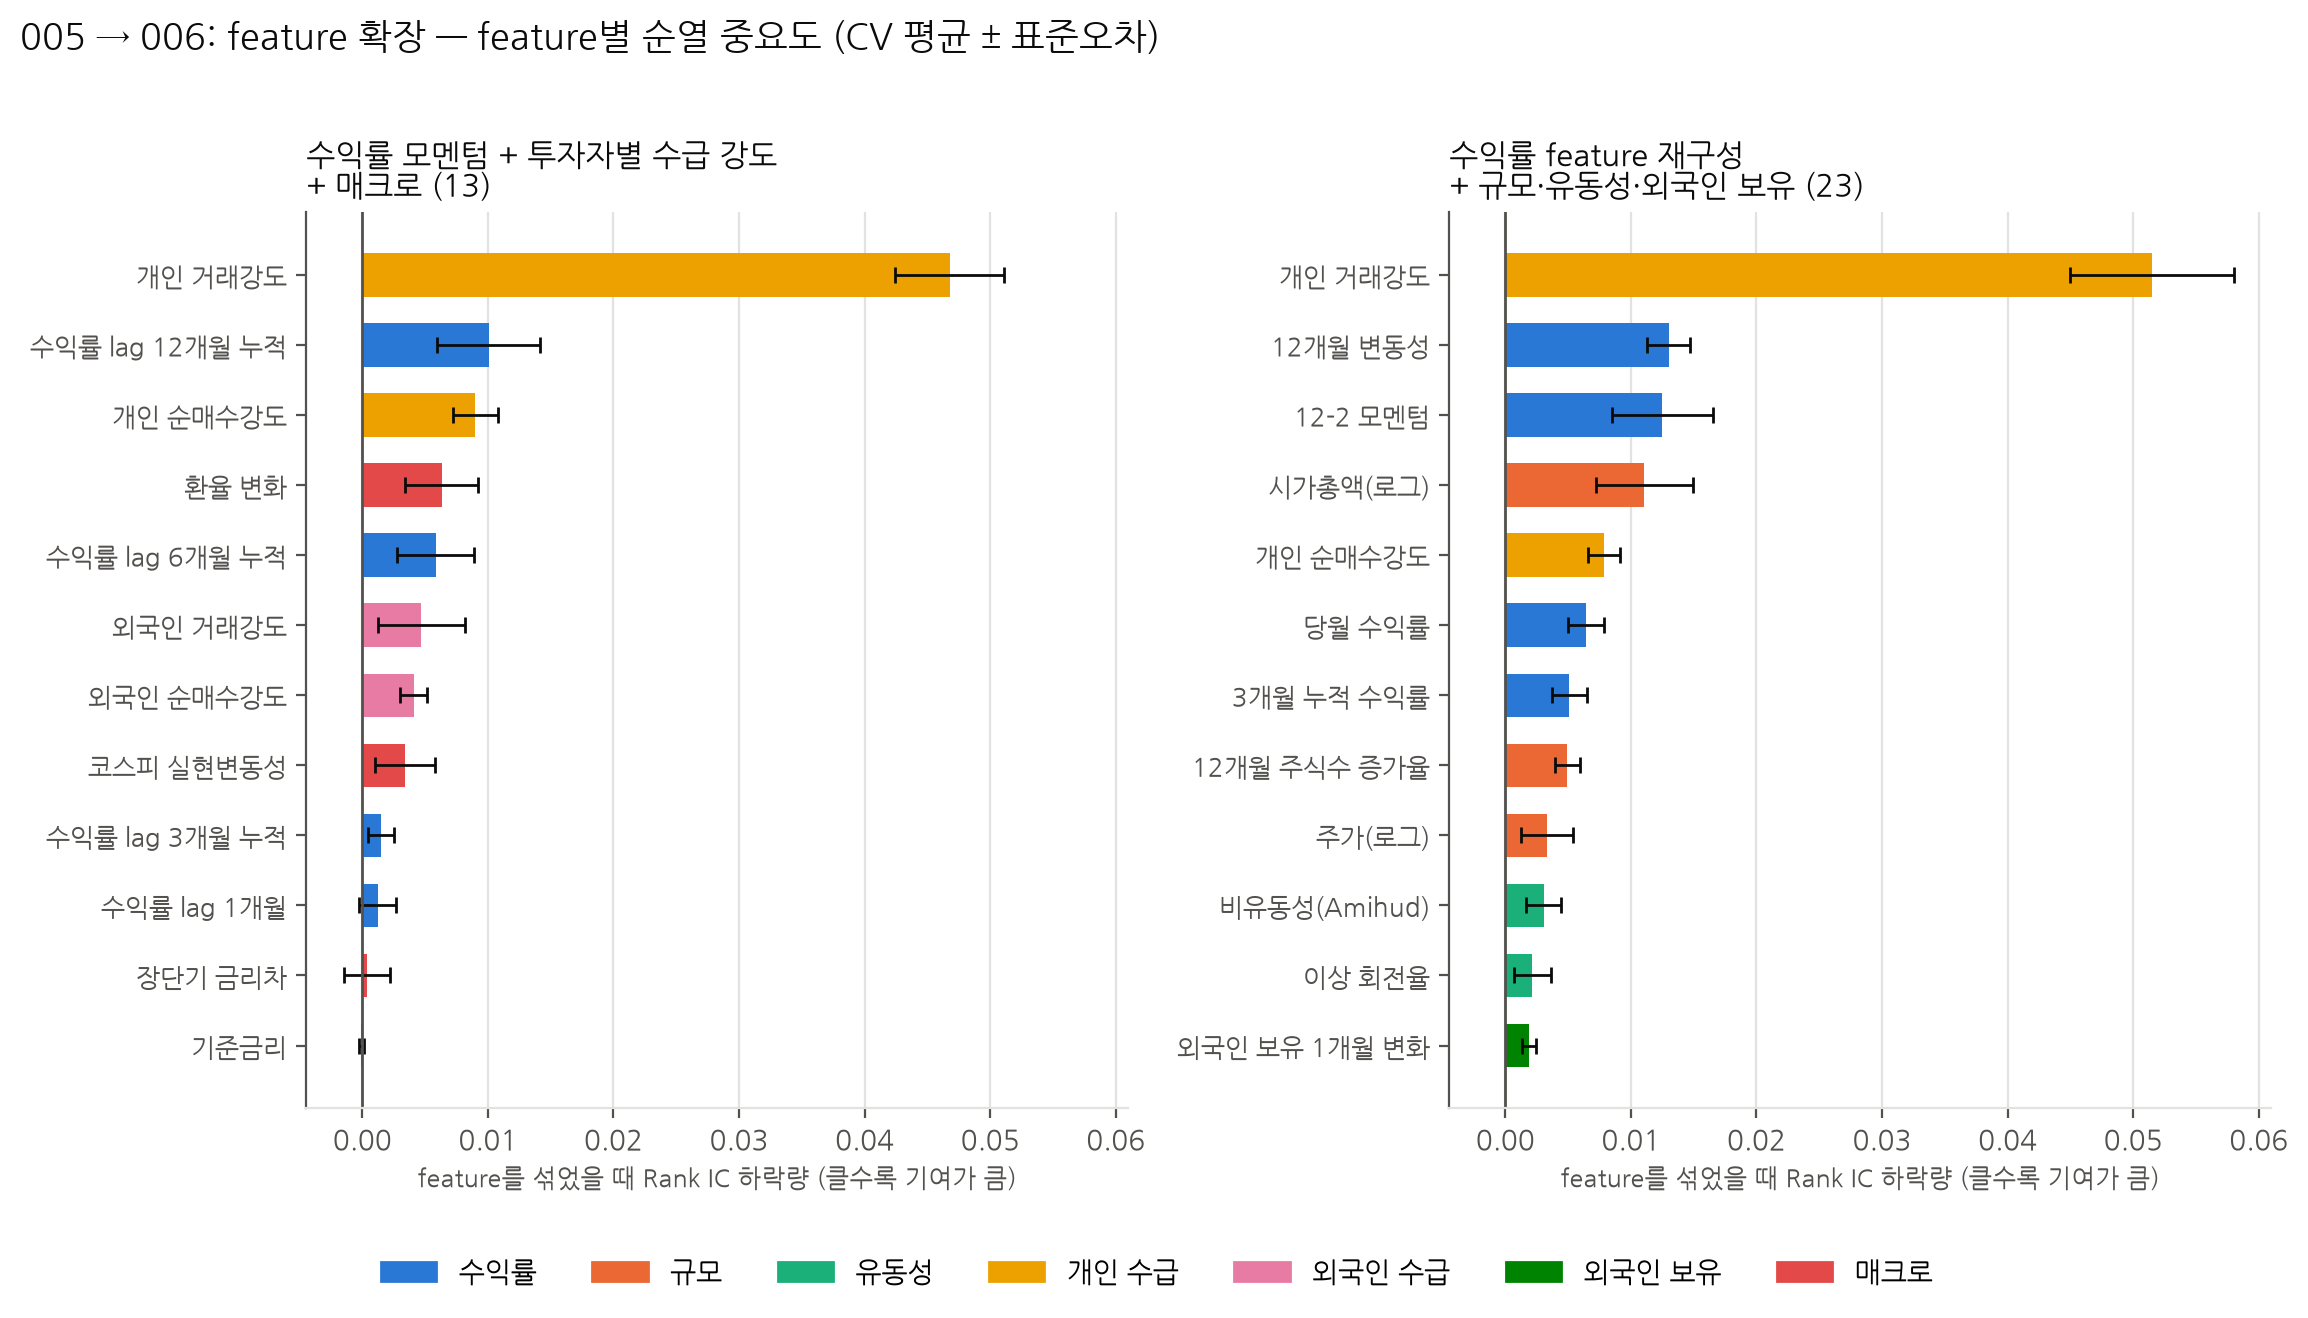 005 → 006: feature 확장 — feature별 순열 중요도 (CV 평균 ± 표준오차)
수익률 모멘텀 + 투자자별 수급 강도
+ 매크로 (13)
개인 거래강도
수익률 lag 12개월 누적
개인 순매수강도
환율 변화
수익률 lag 6개월 누적
외국인 거래강도
외국인 순매수강도
코스피 실현변동성
수익률 lag 3개월 누적
수익률 lag 1개월
장단기 금리차
기준금리
0.00 0.01 0.02 0.03 0.04 0.05 0.06
feature를 섞었을 때 Rank IC 하락량 (클수록 기여가 큼)
수익률 feature 재구성
+ 규모·유동성·외국인 보유 (23)
개인 거래강도
12개월 변동성
12-2 모멘텀
시가총액(로그)
개인 순매수강도
당월 수익률
3개월 누적 수익률
12개월 주식수 증가율
주가(로그)
비유동성(Amihud)
이상 회전율
외국인 보유 1개월 변화
0.00 0.01 0.02 0.03 0.04 0.05 0.06
feature를 섞었을 때 Rank IC 하락량 (클수록 기여가 큼)
수익률 규모 유동성 개인 수급 외국인 수급 외국인 보유 매크로